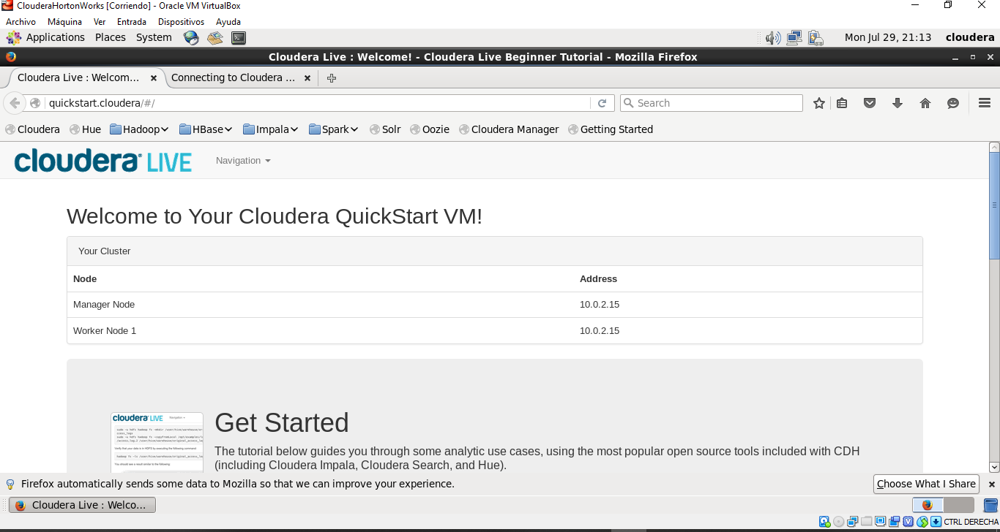 ClouderaHortonWorks [Corriendo] - Oracle VM VirtualBox
Archivo Máquina Ver Entrada Dispositivos Ayuda
Applications Places System Mon Jul 29, 21:13 cloudera
Cloudera Live : Welcome! - Cloudera Live Beginner Tutorial - Mozilla Firefox
Cloudera Live : Welcom... Connecting to Cloudera ...
quickstart.cloudera/#/ Search
Cloudera Hue Hadoop HBase Impala Spark Solr Oozie Cloudera Manager Getting Started
cloudera LIVE Navigation
Welcome to Your Cloudera QuickStart VM!
Your Cluster
Node Address
Manager Node 10.0.2.15
Worker Node 1 10.0.2.15
cloudera LIVE Navigation
Get Started
The tutorial below guides you through some analytic use cases, using the most popular open source tools included with CDH
(including Cloudera Impala, Cloudera Search, and Hue).
Firefox automatically sends some data to Mozilla so that we can improve your experience. Choose What I Share
Cloudera Live : Welco...
CTRL DERECHA